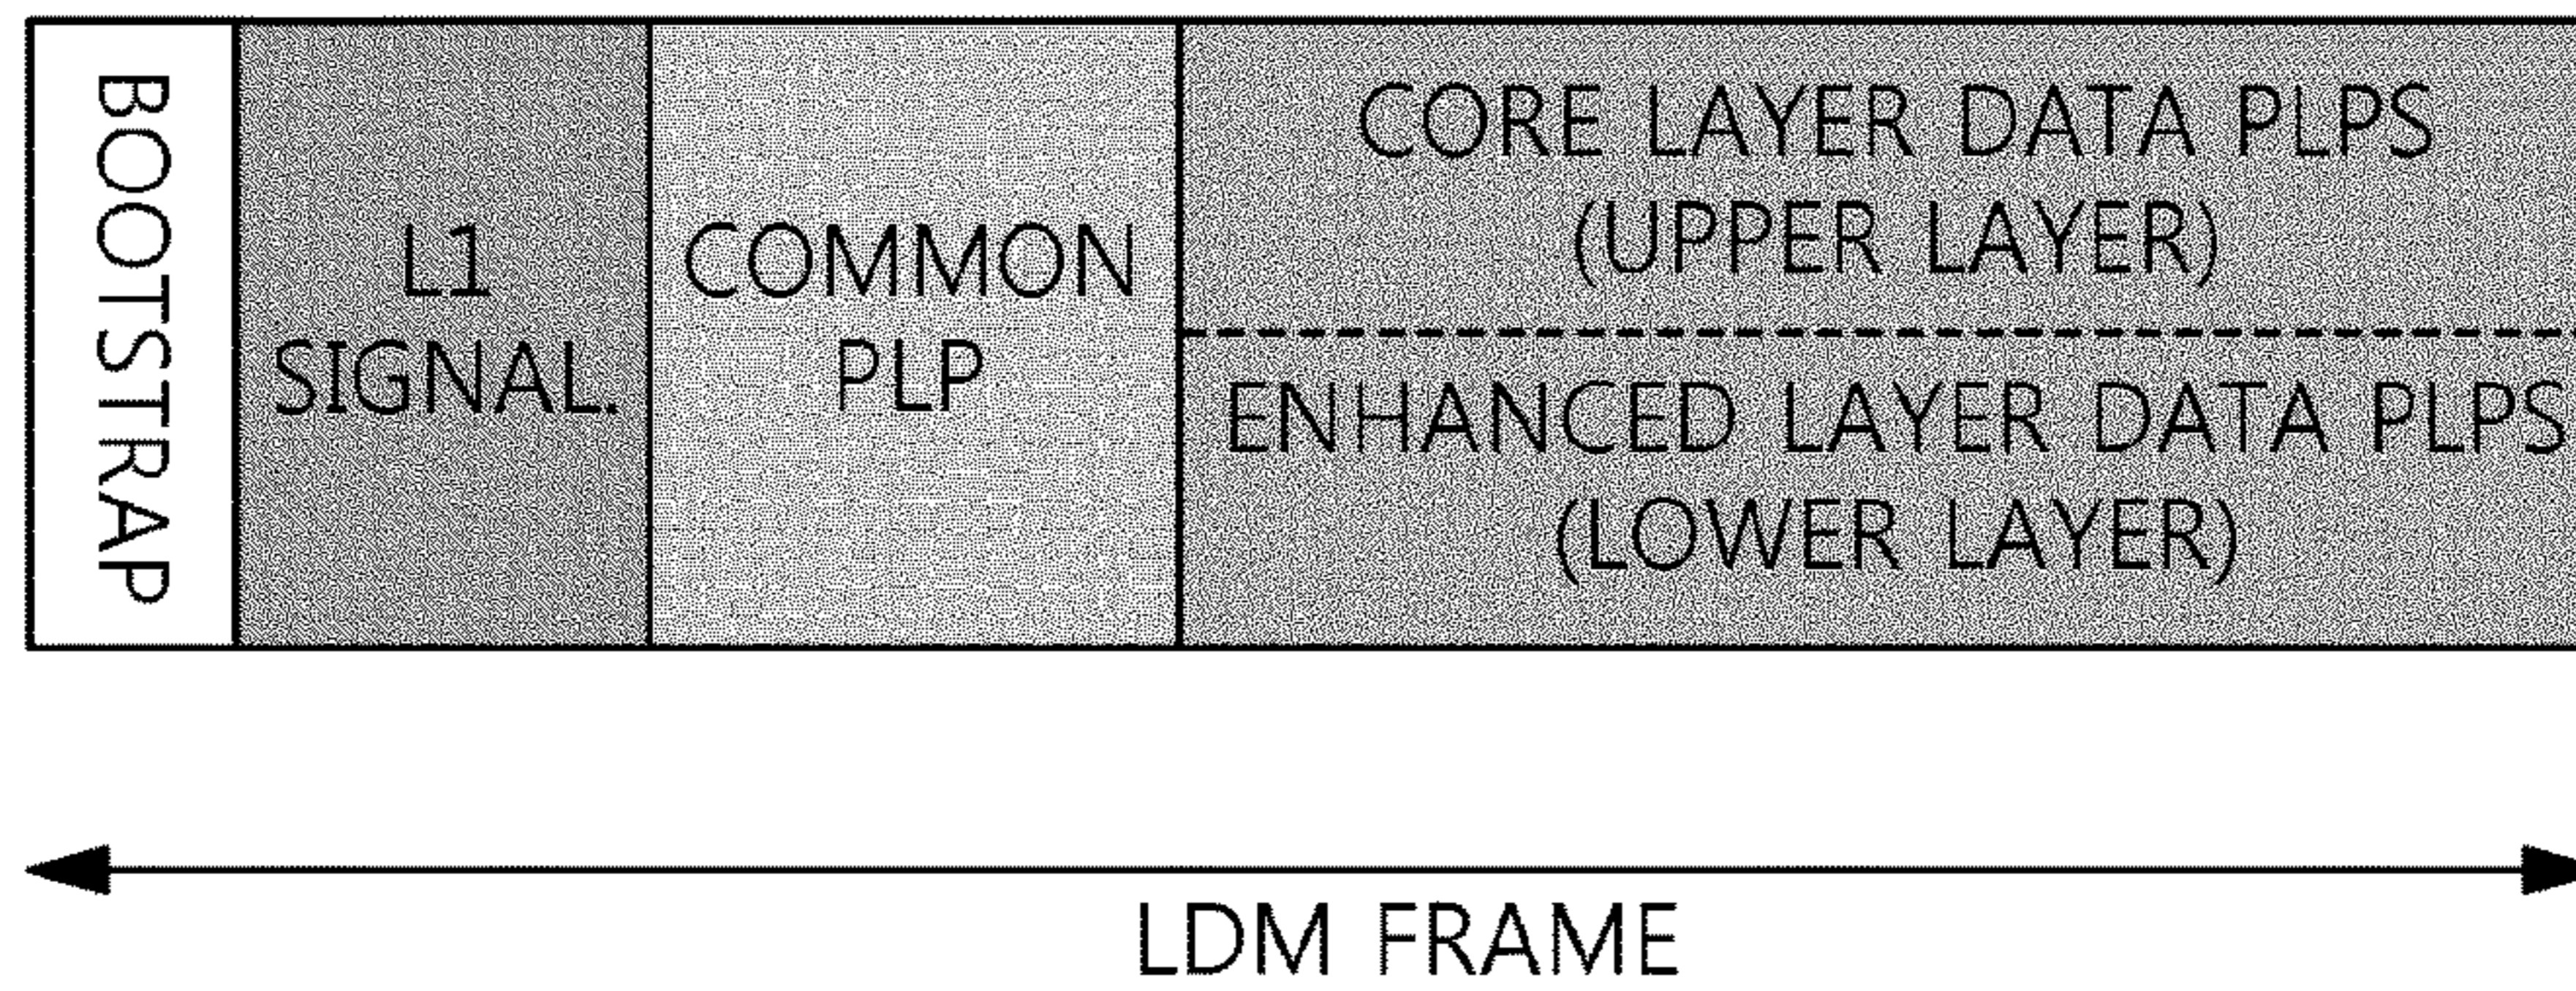 BOOTSTRAP
L1
SIGNAL.
COMMON
PLP
CORE LAYER DATA PLPS
(UPPER LAYER)
ENHANCED LAYER DATA PLPS
(LOWER LAYER)
LDM FRAME